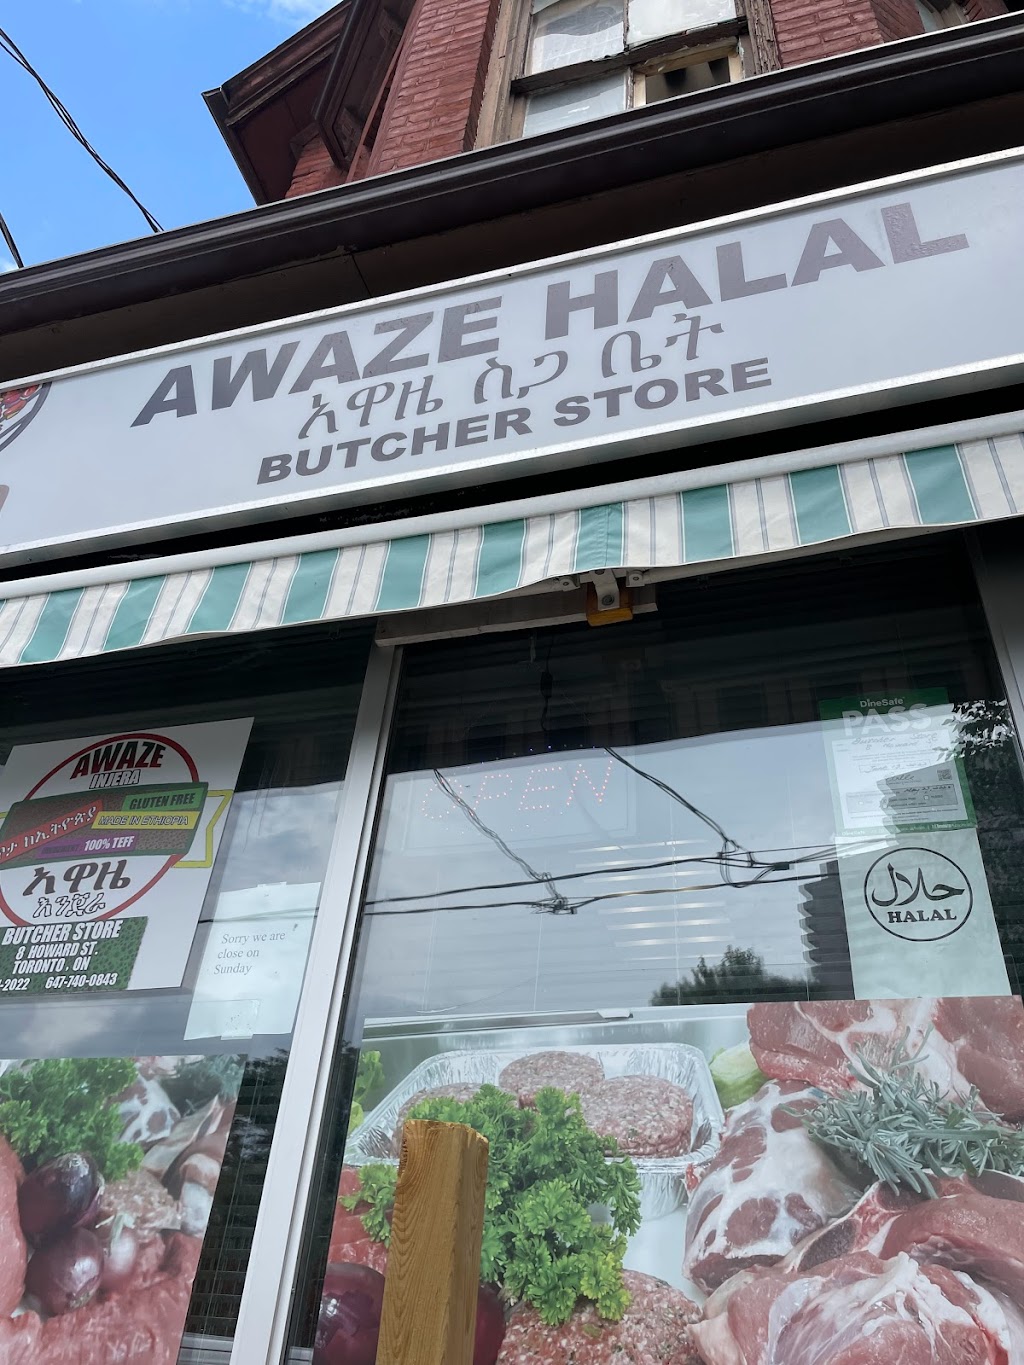 AWAZE HALAL
አዋዜ ስጋ ቤት
BUTCHER STORE
OPEN
DineSafe
PASS
حلال
HALAL
AWAZE
INJERA
GLUTEN FREE
MADE IN ETHIOPIA
100% TEFF
አዋዜ
እንጀራ
BUTCHER STORE
8 HOWARD ST.
TORONTO, ON
-2022 647-740-0843
Sorry we are
close on
Sunday